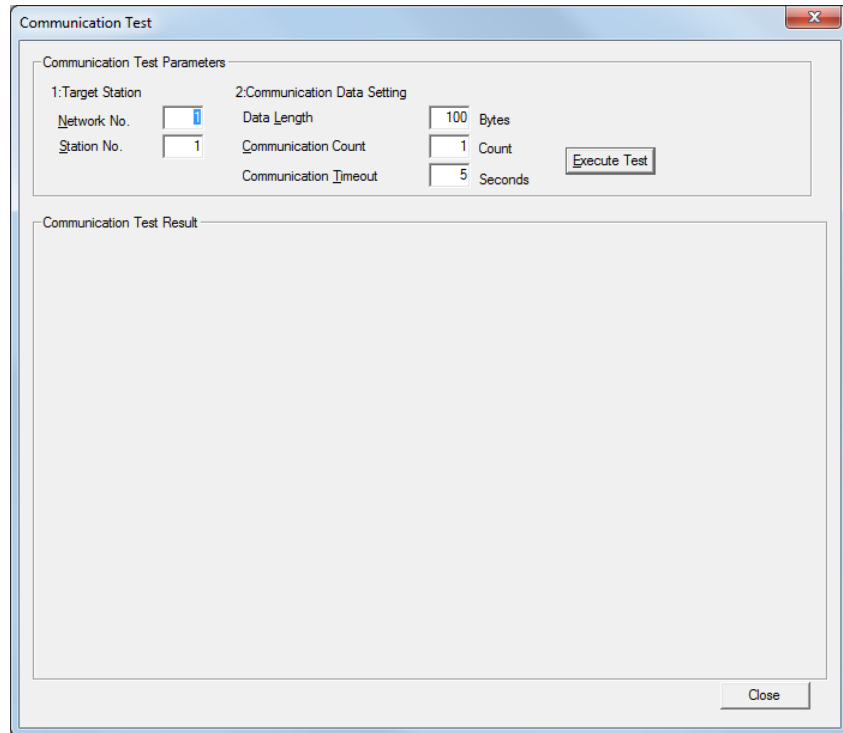 Communication Test
X
Communication Test Parameters
1:Target Station
2:Communication Data Setting
Network No. 1
Data Length 100 Bytes
Station No. 1
Communication Count 1 Count
Execute Test
Communication Timeout 5 Seconds
Communication Test Result
Close